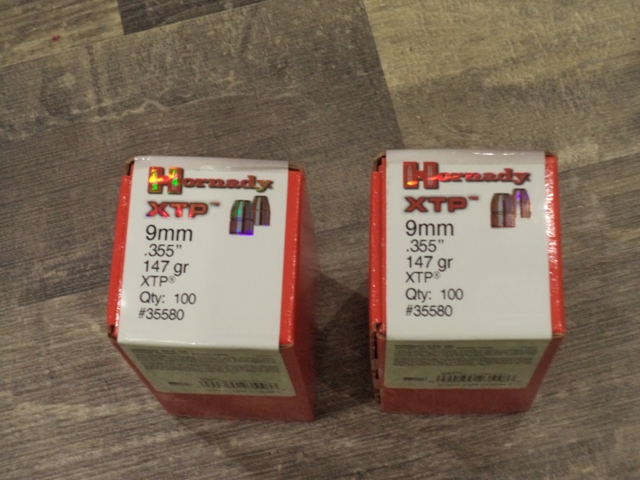 Hornady
XTP™
9mm
.355"
147 gr
XTP®
Qty: 100
#35580
Hornady
XTP™
9mm
.355"
147 gr
XTP®
Qty: 100
#35580